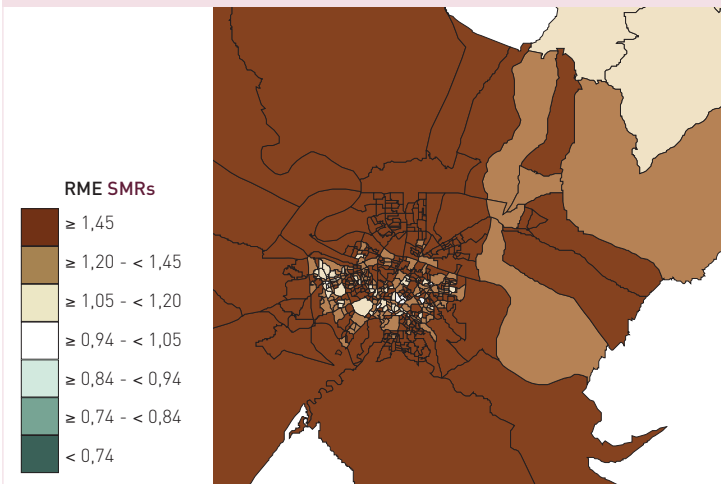 RME SMRs
≥ 1,45
≥ 1,20 - < 1,45
≥ 1,05 - < 1,20
≥ 0,94 - < 1,05
≥ 0,84 - < 0,94
≥ 0,74 - < 0,84
< 0,74